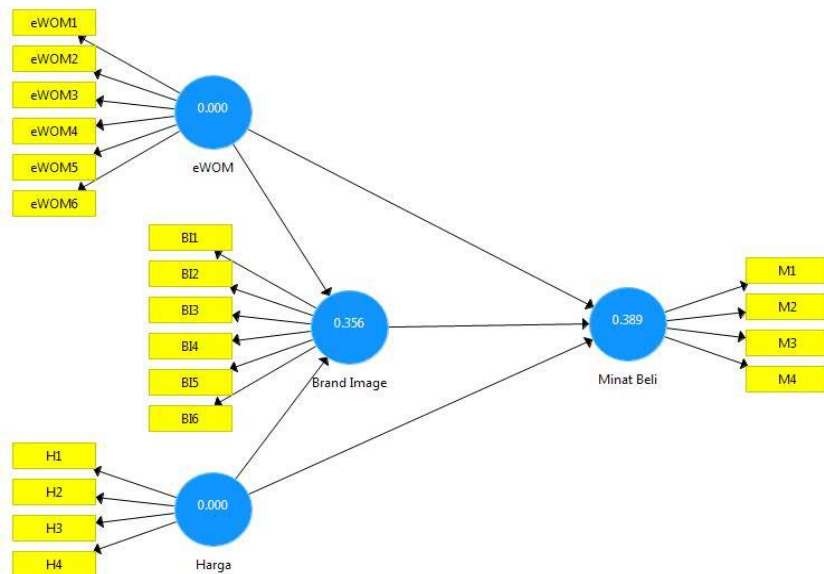 eWOM1
eWOM2
eWOM3
eWOM4
eWOM5
eWOM6
0.000
eWOM
BI1
BI2
BI3
BI4
BI5
BI6
0.356
Brand Image
0.389
Minat Beli
M1
M2
M3
M4
H1
H2
H3
H4
0.000
Harga